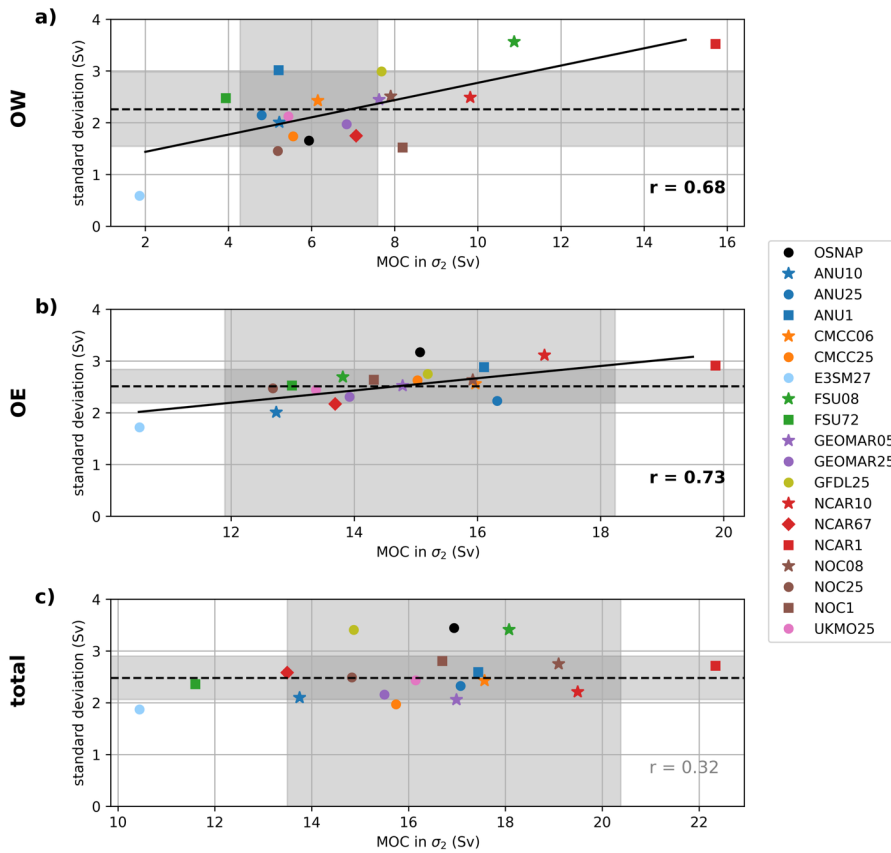 a)
OW
standard deviation (Sv)
4
3
2
1
0
r = 0.68
2 4 6 8 10 12 14 16
MOC in σ2 (Sv)
b)
OE
standard deviation (Sv)
4
3
2
1
0
r = 0.73
12 14 16 18 20
MOC in σ2 (Sv)
c)
total
standard deviation (Sv)
4
3
2
1
0
r = 0.32
10 12 14 16 18 20 22
MOC in σ2 (Sv)
OSNAP
ANU10
ANU25
ANU1
CMCC06
CMCC25
E3SM27
FSU08
FSU72
GEOMAR05
GEOMAR25
GFDL25
NCAR10
NCAR67
NCAR1
NOC08
NOC25
NOC1
UKMO25